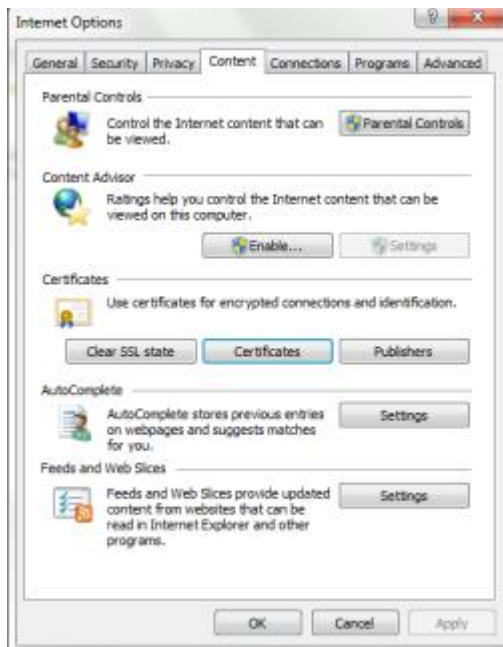 Internet Options
General Security Privacy Content Connections Programs Advanced
Parental Controls
Control the Internet content that can
be viewed.
Parental Controls
Content Advisor
Ratings help you control the Internet content that can be
viewed on this computer.
Enable... Settings
Certificates
Use certificates for encrypted connections and identification.
Clear SSL state Certificates Publishers
AutoComplete
AutoComplete stores previous entries
on webpages and suggests matches
for you.
Settings
Feeds and Web Slices
Feeds and Web Slices provide updated
content from websites that can be
read in Internet Explorer and other
programs.
Settings
OK Cancel Apply